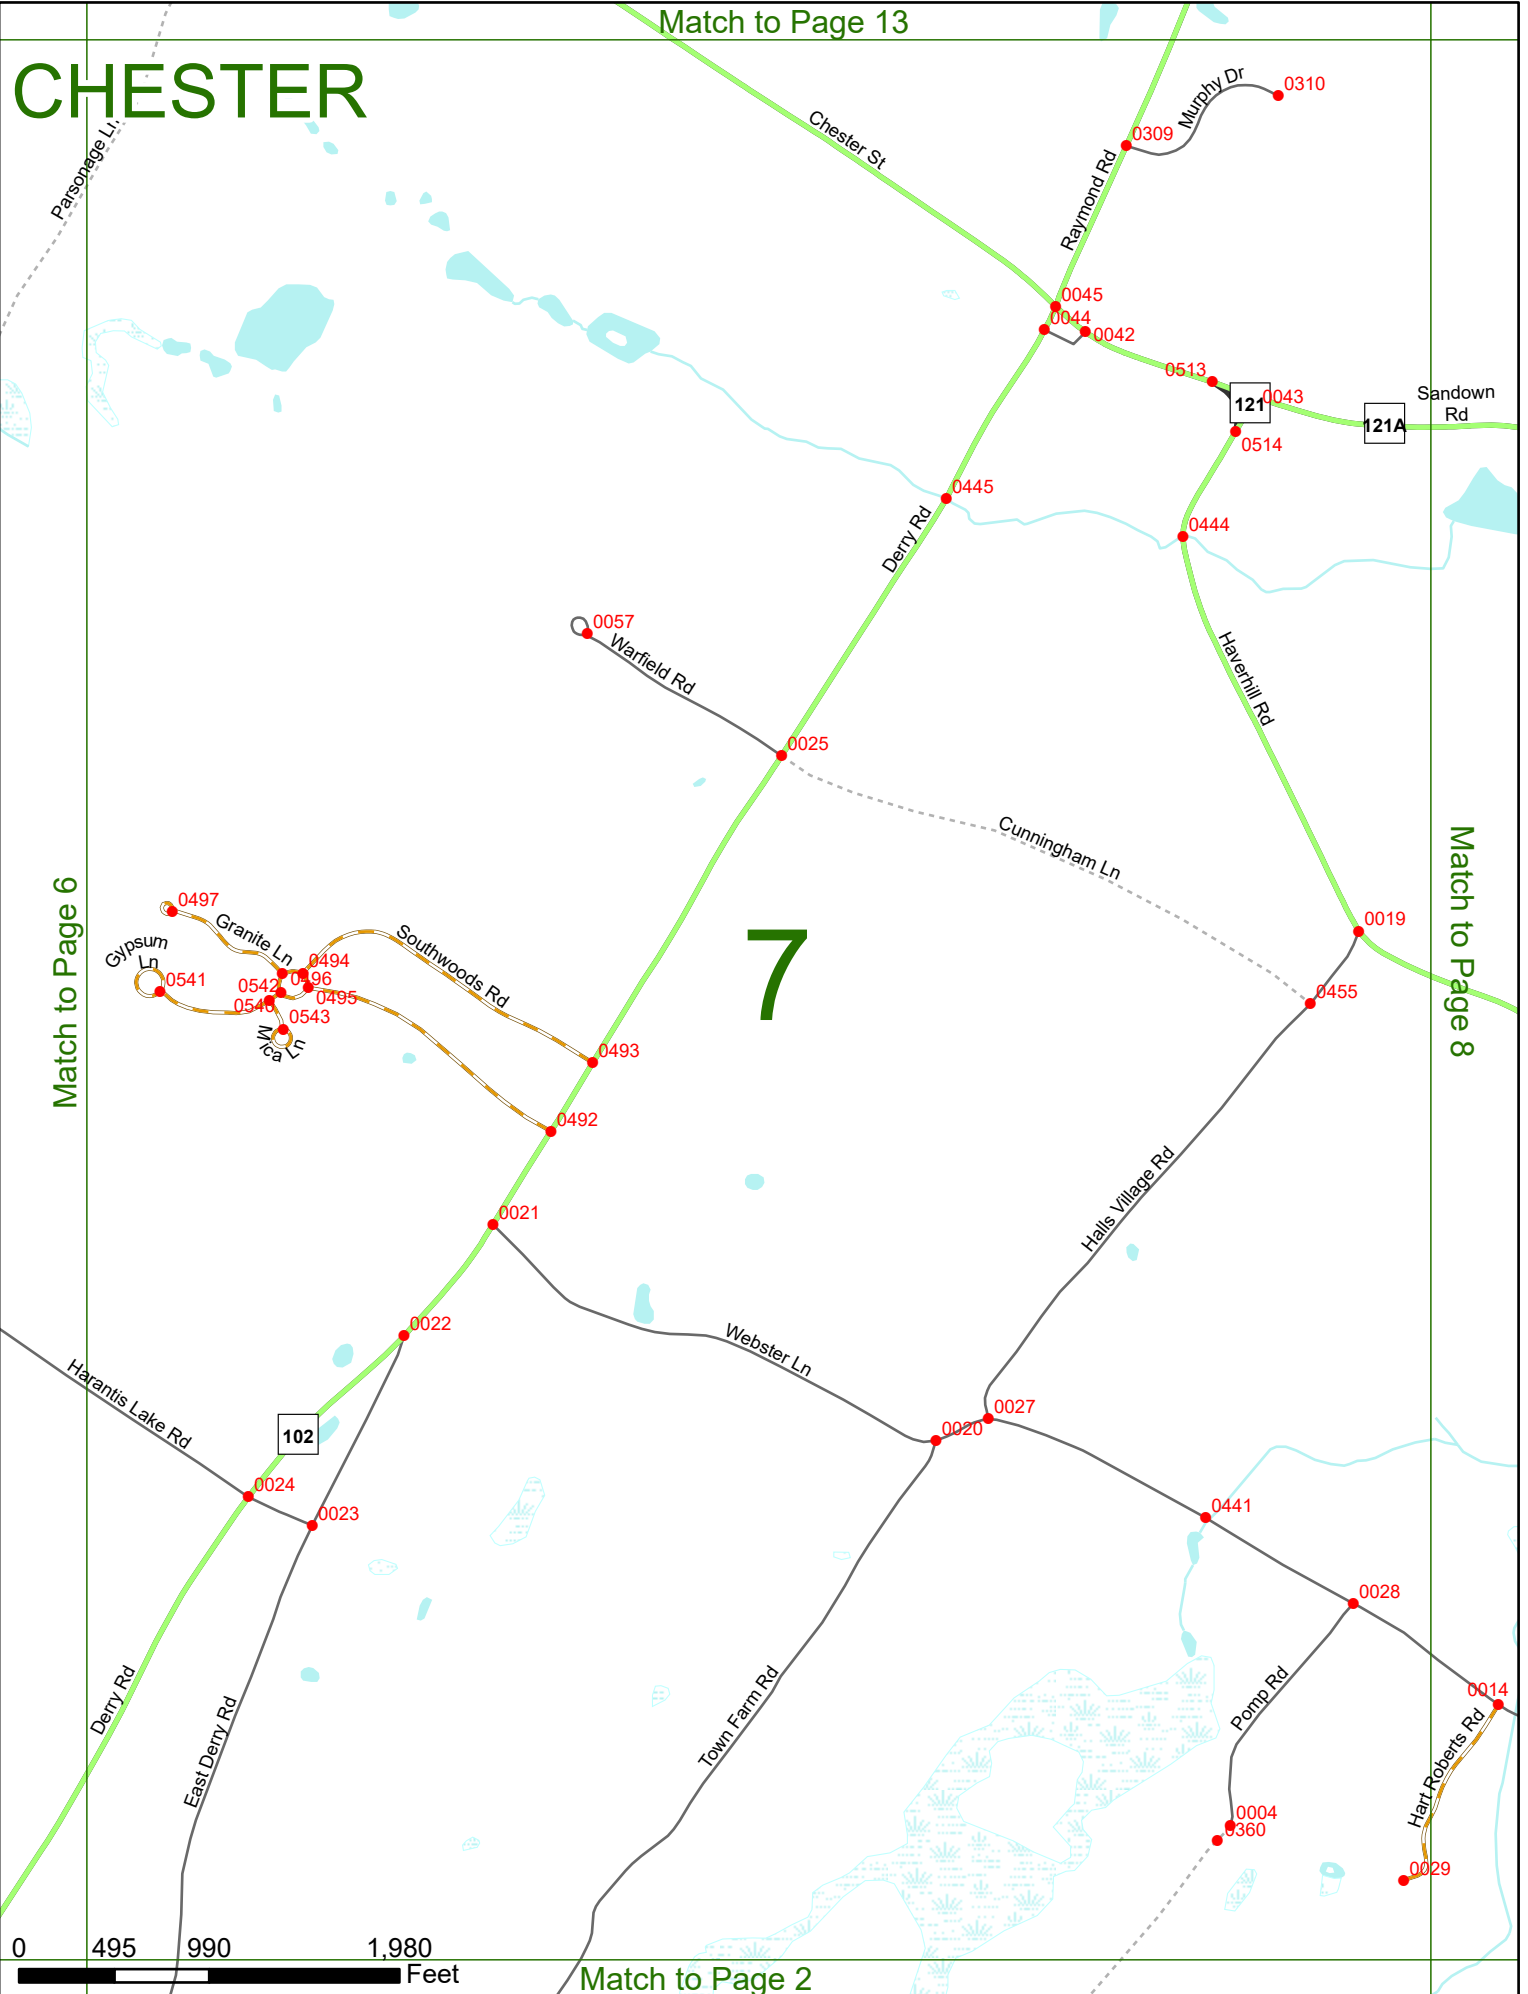 Match to Page 13
CHESTER
Parsonage Ln
Chester St
Murphy Dr
0310
0309
Raymond Rd
0045
0044
0042
0513
121
0043
121A
Sandown
Rd
0514
0445
0444
Derry Rd
0057
Warfield Rd
Haverhill Rd
0025
Cunningham Ln
Match to Page 6
Match to Page 8
0497
Granite Ln
Southwoods Rd
Gypsum
Ln
0541
0494
0542
0496
0495
0540
0543
Mica Ln
7
0019
0455
0493
0492
Halls Village Rd
0021
0022
Webster Ln
Harantis Lake Rd
102
0027
0020
0024
0023
0441
0028
Derry Rd
East Derry Rd
Town Farm Rd
Pomp Rd
0014
Hart Roberts Rd
0004
0360
0029
0 495 990 1,980
Feet
Match to Page 2